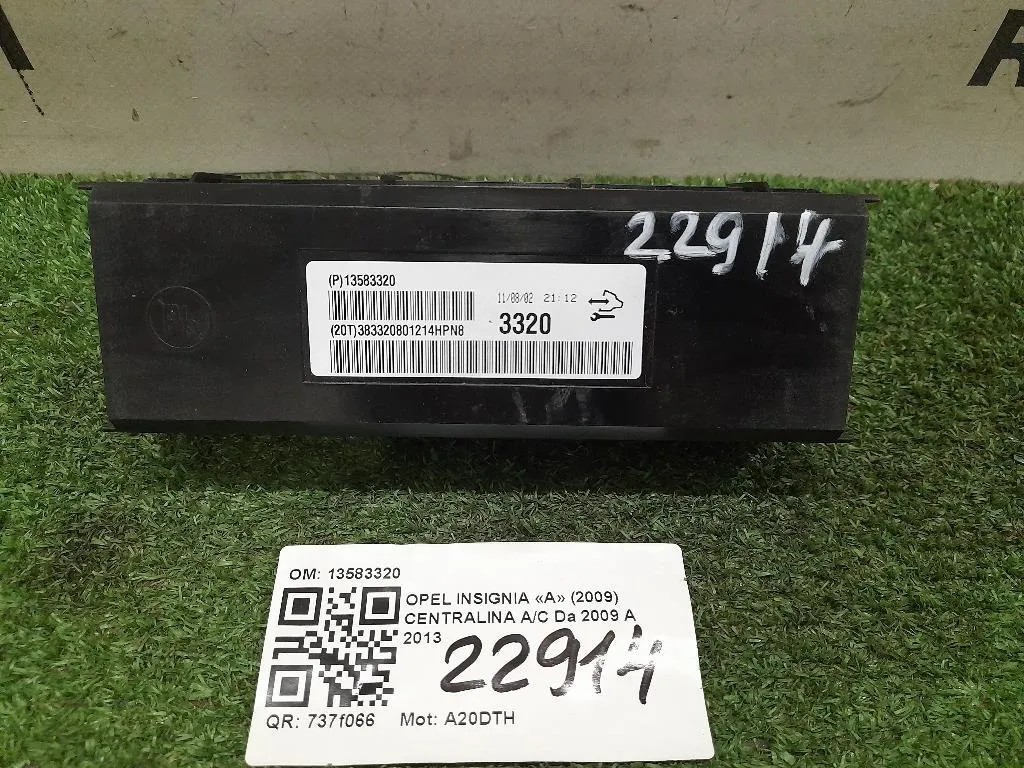 22914
(P)13583320
11/08/02 21:12
(20T)383320801214HPN8
3320
OM: 13583320
OPEL INSIGNIA «A» (2009)
CENTRALINA A/C Da 2009 A
2013
22914
QR: 737f066 Mot: A20DTH